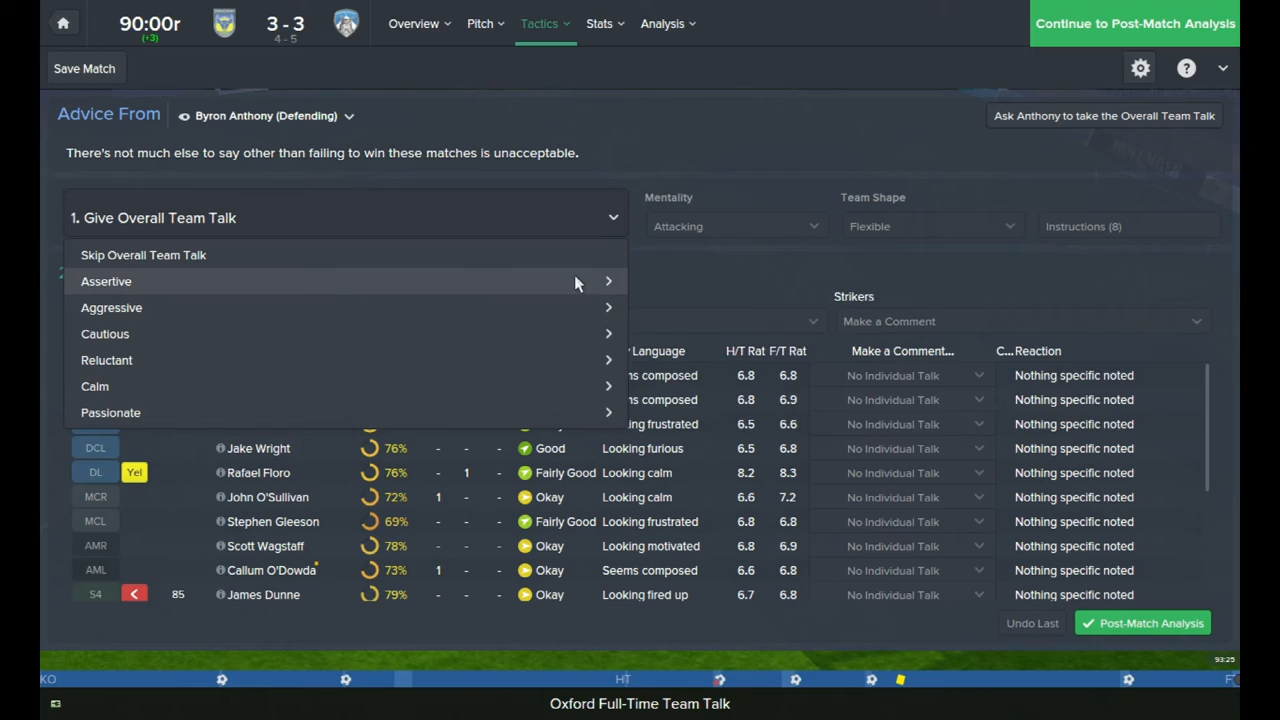 90:00r
(+3)
3 - 3
4 - 5
Overview
Pitch
Tactics
Stats
Analysis
Continue to Post-Match Analysis
Save Match
?
Advice From
Byron Anthony (Defending)
Ask Anthony to take the Overall Team Talk
There's not much else to say other than failing to win these matches is unacceptable.
1. Give Overall Team Talk
Mentality
Team Shape
Attacking
Flexible
Instructions (8)
Skip Overall Team Talk
Assertive
Aggressive
Cautious
Reluctant
Calm
Passionate
Strikers
Make a Comment
Language H/T Rat F/T Rat Make a Comment... C... Reaction
ms composed 6.8 6.8 No Individual Talk Nothing specific noted
ms composed 6.8 6.9 No Individual Talk Nothing specific noted
king frustrated 6.5 6.6 No Individual Talk Nothing specific noted
DCL Jake Wright 76% - - - Good Looking furious 6.5 6.8 No Individual Talk Nothing specific noted
DL Yel Rafael Floro 76% - 1 - Fairly Good Looking calm 8.2 8.3 No Individual Talk Nothing specific noted
MCR John O'Sullivan 72% 1 - - Okay Looking calm 6.6 7.2 No Individual Talk Nothing specific noted
MCL Stephen Gleeson 69% - - - Fairly Good Looking frustrated 6.8 6.8 No Individual Talk Nothing specific noted
AMR Scott Wagstaff 78% - - - Okay Looking motivated 6.8 6.9 No Individual Talk Nothing specific noted
AML Callum O'Dowda 73% 1 - - Okay Seems composed 6.6 6.8 No Individual Talk Nothing specific noted
S4 85 James Dunne 79% - - - Okay Looking fired up 6.7 6.8 No Individual Talk Nothing specific noted
Undo Last
Post-Match Analysis
93:25
KO
HT
Oxford Full-Time Team Talk